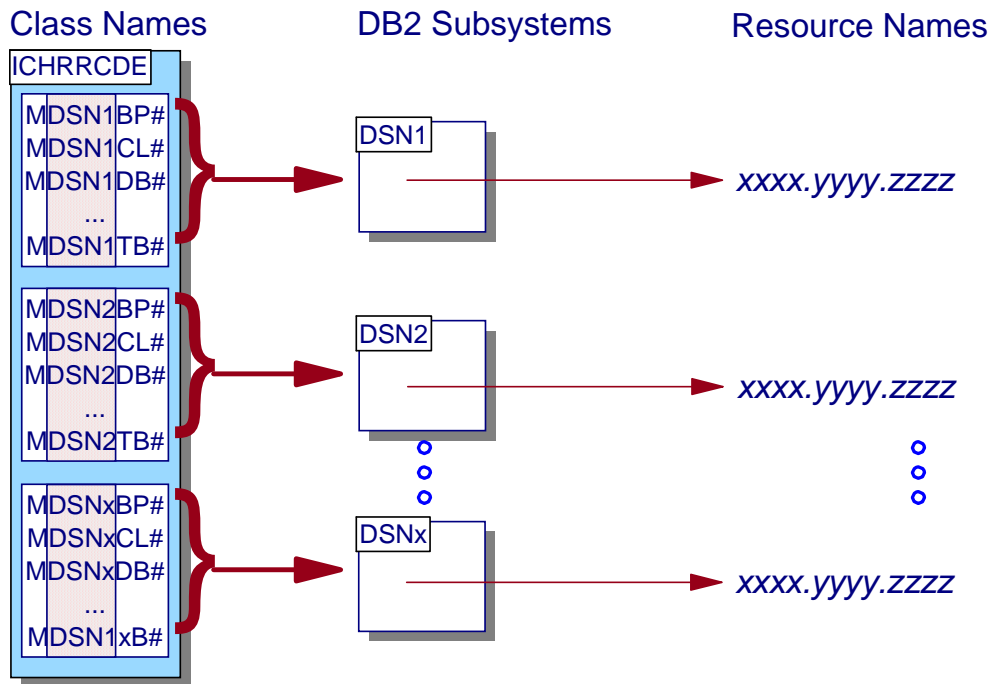 Class Names
DB2 Subsystems
Resource Names
ICHRRCDE
MDSN1BP#
MDSN1CL#
MDSN1DB#
...
MDSN1TB#
DSN1
xxxx.yyyy.zzzz
MDSN2BP#
MDSN2CL#
MDSN2DB#
...
MDSN2TB#
DSN2
xxxx.yyyy.zzzz
MDSNxBP#
MDSNxCL#
MDSNxDB#
...
MDSN1xB#
DSNx
xxxx.yyyy.zzzz